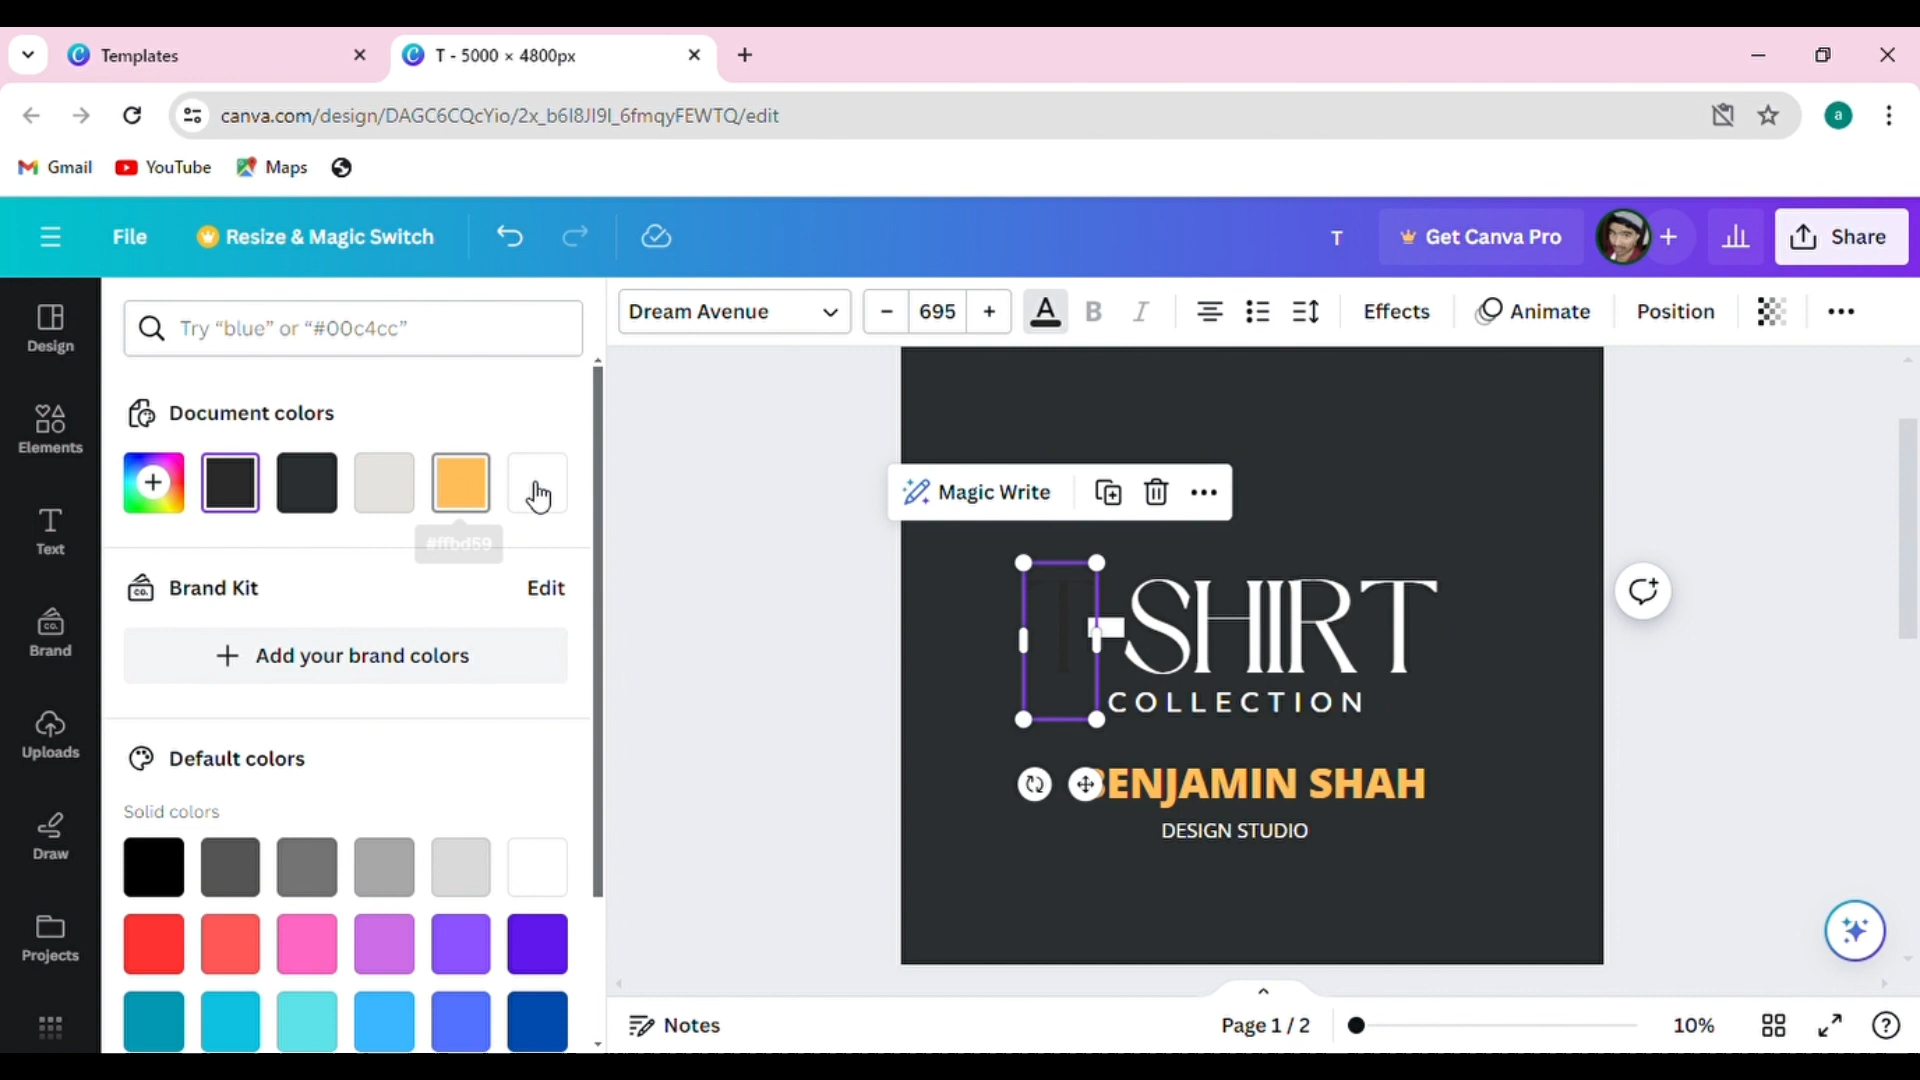 Templates
T - 5000 × 4800px
canva.com/design/DAGC6CQcYio/2x_b6I8JI9I_6fmqyFEWTQ/edit
a
Gmail
YouTube
Maps
File
Resize & Magic Switch
T
Get Canva Pro
Share
Design
Elements
Text
Brand
Uploads
Draw
Projects
Try “blue” or “#00c4cc”
Document colors
#ffbd59
Brand Kit
Edit
CO.
Add your brand colors
Default colors
Solid colors
Dream Avenue
695
A
B
I
Effects
Animate
Position
Magic Write
T-SHIRT
COLLECTION
BENJAMIN SHAH
DESIGN STUDIO
Notes
Page 1 / 2
10%